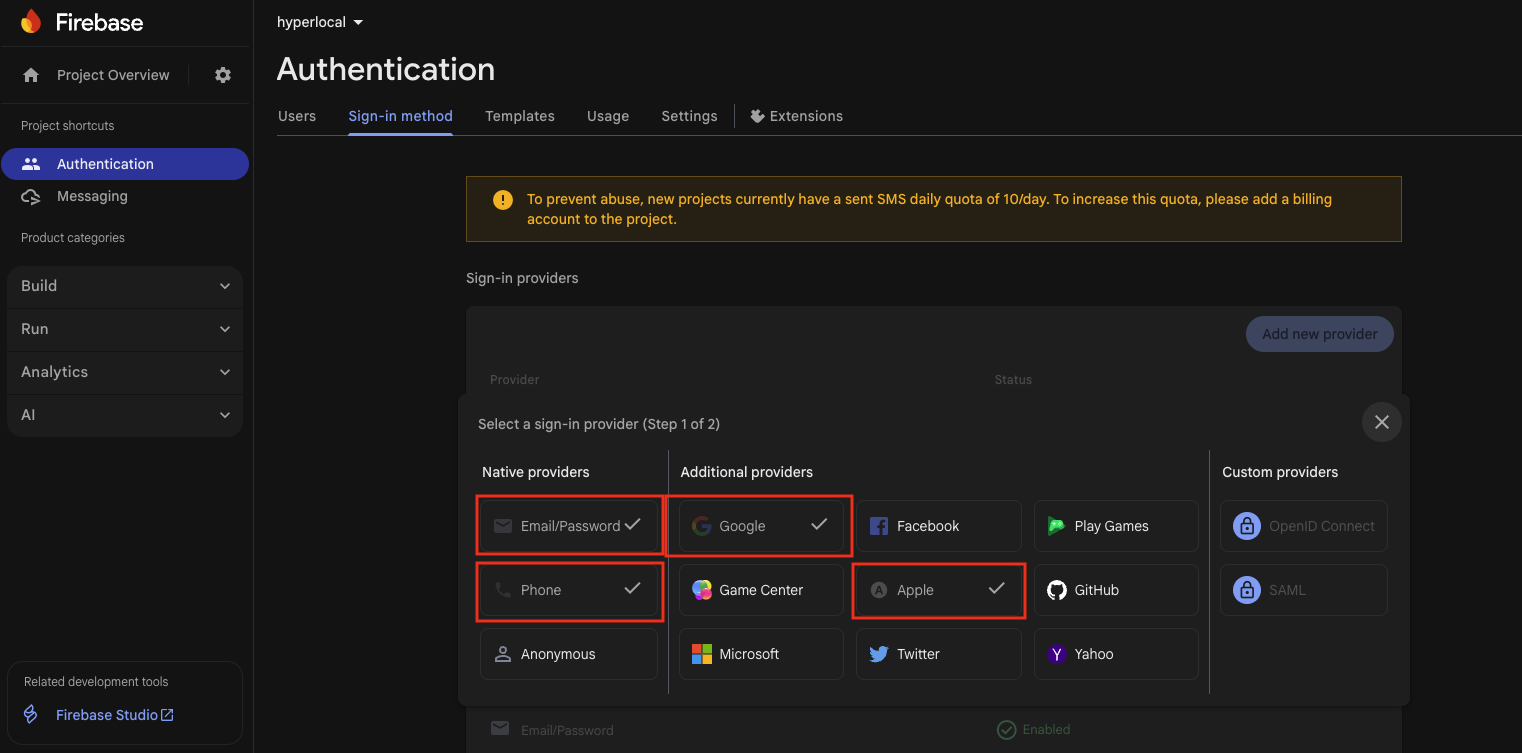 Firebase
hyperlocal
Project Overview
Authentication
Users
Sign-in method
Templates
Usage
Settings
Extensions
Project shortcuts
Authentication
Messaging
Product categories
Build
Run
Analytics
AI
To prevent abuse, new projects currently have a sent SMS daily quota of 10/day. To increase this quota, please add a billing
account to the project.
Sign-in providers
Add new provider
Provider
Status
Select a sign-in provider (Step 1 of 2)
Native providers
Additional providers
Custom providers
Email/Password
Google
Facebook
Play Games
OpenID Connect
Phone
Game Center
Apple
GitHub
SAML
Anonymous
Microsoft
Twitter
Yahoo
Email/Password
Enabled
Related development tools
Firebase Studio